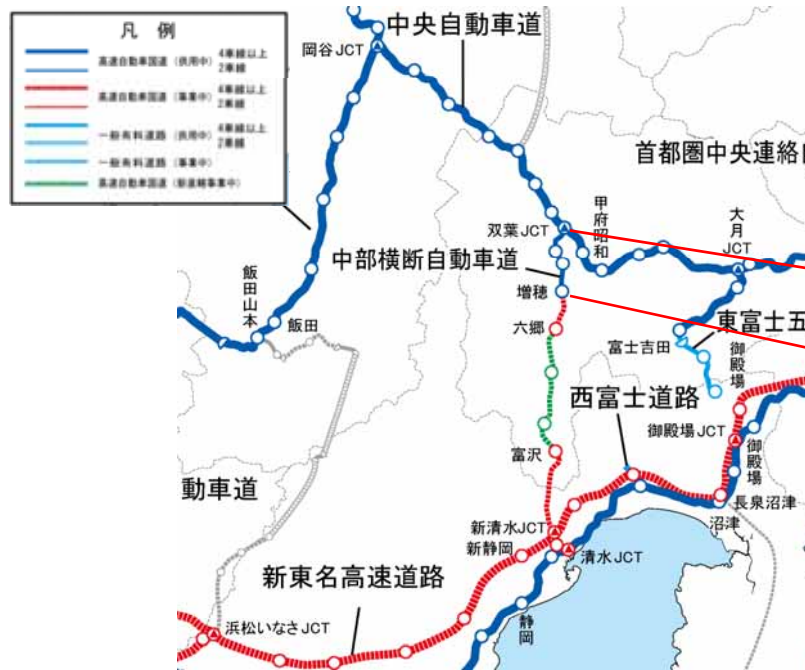 凡　例
高速自動車国道（供用中）　4車線以上
2車線
高速自動車国道（事業中）　4車線以上
2車線
一般有料道路（供用中）　4車線以上
2車線
一般有料道路（事業中）
高速自動車国道（新直轄事業中）
中央自動車道
岡谷JCT
首都圏中央連絡自
甲府昭和
大月JCT
双葉JCT
中部横断自動車道
増穂
飯田山本
飯田
六郷
東富士五
富士吉田
御殿場
西富士道路
御殿場JCT
御殿場
富沢
動車道
長泉沼津
沼津
新清水JCT
新静岡
清水JCT
新東名高速道路
浜松いなさJCT
静岡